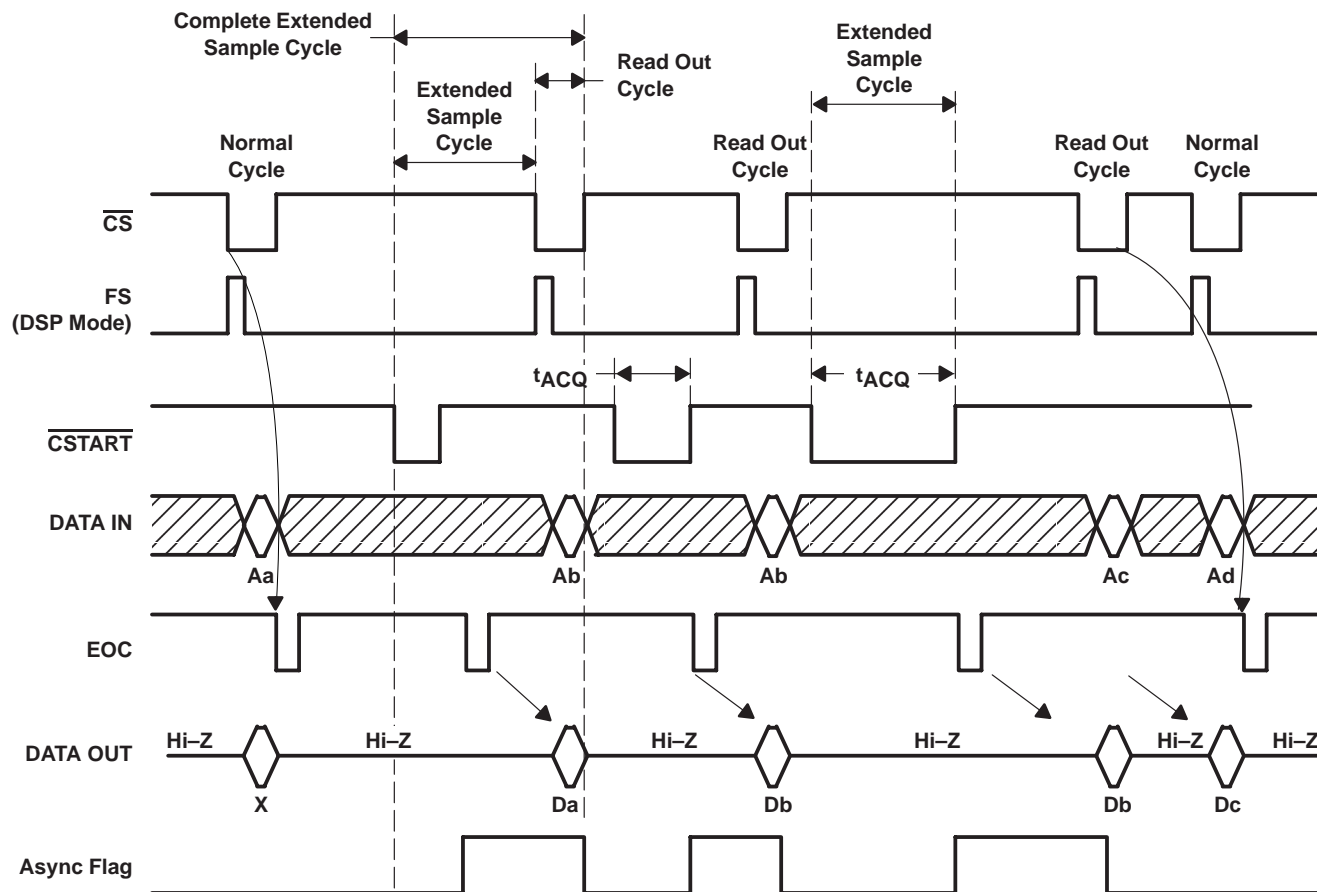 Complete Extended
Sample Cycle
Read Out
Cycle
Extended
Sample
Cycle
Extended
Sample
Cycle
Normal
Cycle
Read Out
Cycle
Read Out
Cycle
Normal
Cycle
CS
FS
(DSP Mode)
tACQ
tACQ
CSTART
DATA IN
Aa
Ab
Ab
Ac
Ad
EOC
Hi–Z
Hi–Z
Hi–Z
Hi–Z
Hi–Z
Hi–Z
DATA OUT
X
Da
Db
Db
Dc
Async Flag